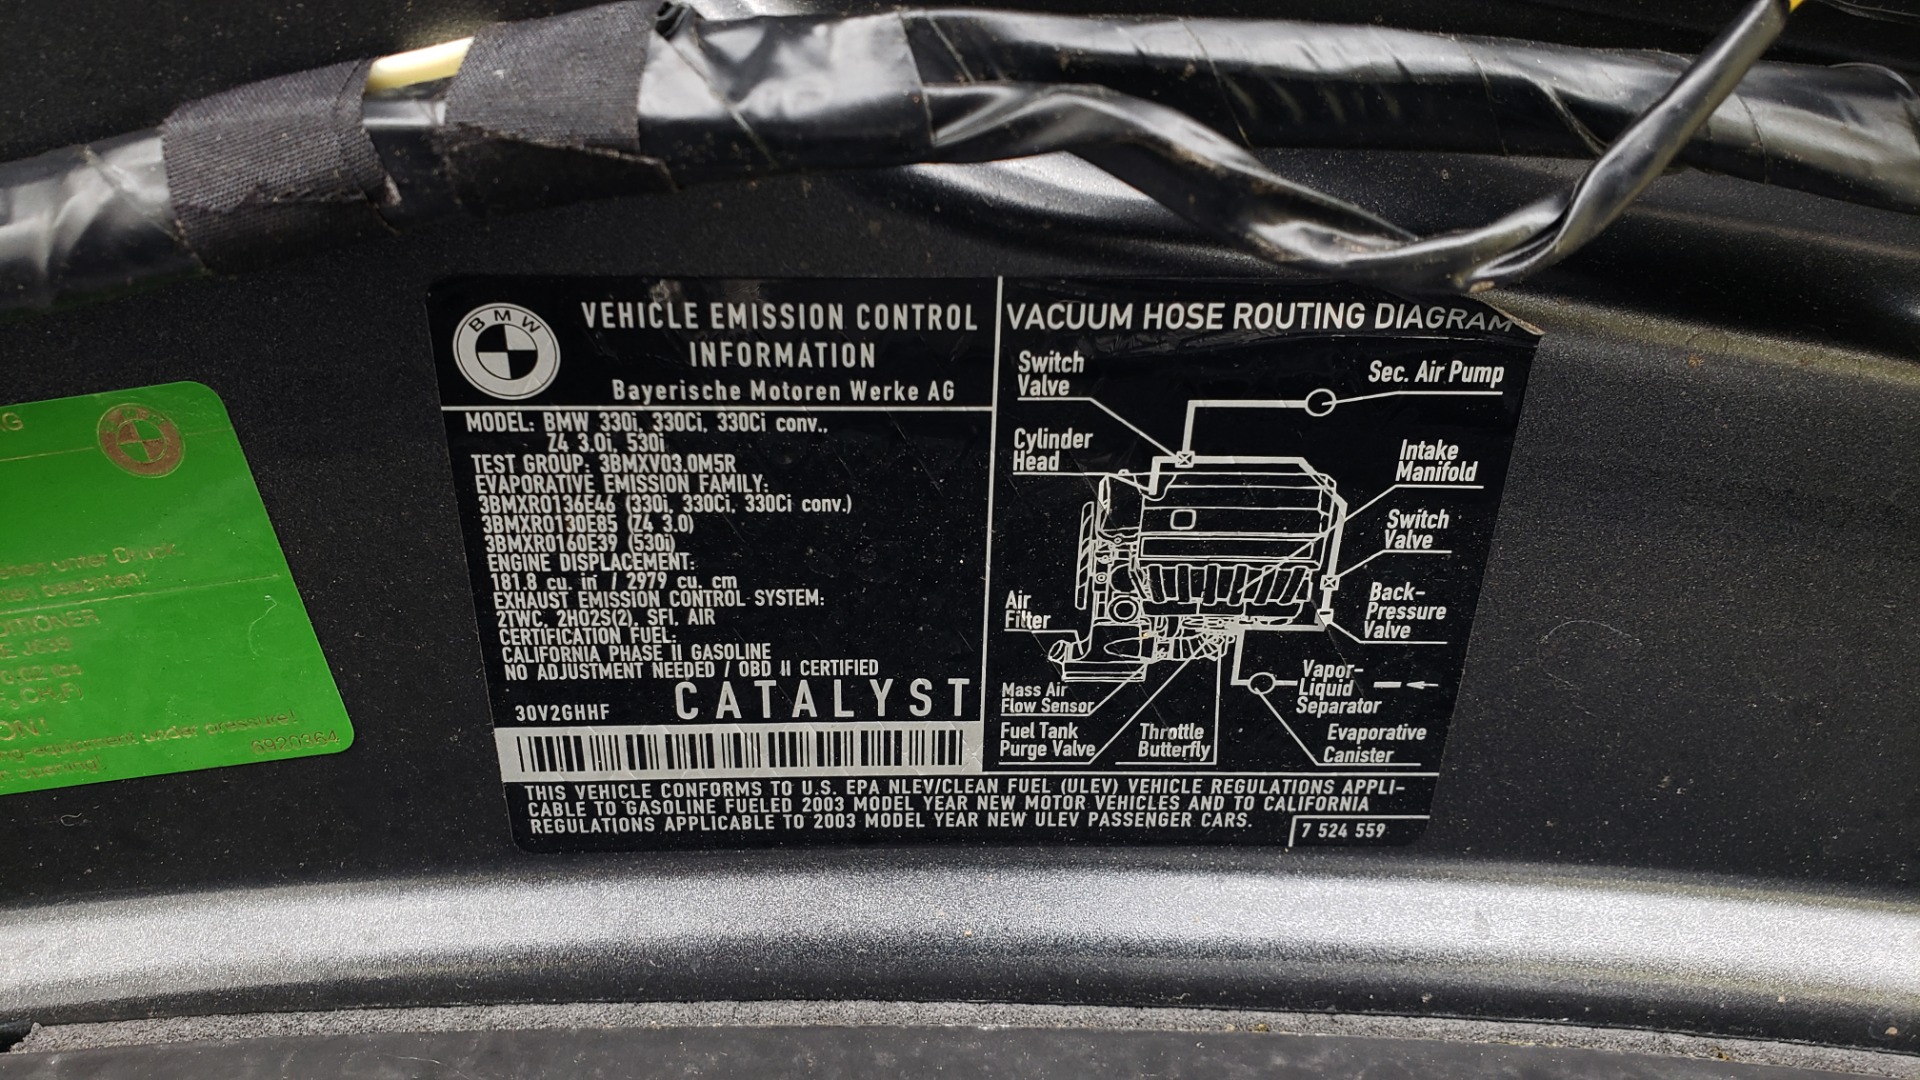 BMW
VEHICLE EMISSION CONTROL
INFORMATION
Bayerische Motoren Werke AG
MODEL: BMW 330i, 330Ci, 330Ci conv.,
Z4 3.0i, 530i
TEST GROUP: 3BMXV03.0M5R
EVAPORATIVE EMISSION FAMILY:
3BMXR0136E46 (330i, 330Ci, 330Ci conv.)
3BMXR0130E85 (Z4 3.0)
3BMXR0160E39 (530i)
ENGINE DISPLACEMENT:
181.8 cu. in / 2979 cu. cm
EXHAUST EMISSION CONTROL SYSTEM:
2TWC, 2HO2S(2), SFI, AIR
CERTIFICATION FUEL:
CALIFORNIA PHASE II GASOLINE
NO ADJUSTMENT NEEDED / OBD II CERTIFIED
30V2GHHF CATALYST
VACUUM HOSE ROUTING DIAGRAM
Switch
Valve
Sec. Air Pump
Cylinder
Head
Intake
Manifold
Switch
Valve
Air
Filter
Back-
Pressure
Valve
Mass Air
Flow Sensor
Vapor-
Liquid
Separator
Fuel Tank
Purge Valve
Throttle
Butterfly
Evaporative
Canister
THIS VEHICLE CONFORMS TO U.S. EPA NLEV/CLEAN FUEL (ULEV) VEHICLE REGULATIONS APPLI-
CABLE TO GASOLINE FUELED 2003 MODEL YEAR NEW MOTOR VEHICLES AND TO CALIFORNIA
REGULATIONS APPLICABLE TO 2003 MODEL YEAR NEW ULEV PASSENGER CARS.
7 524 559
AG
unter Druck.
under pressure!
6920364
opening!